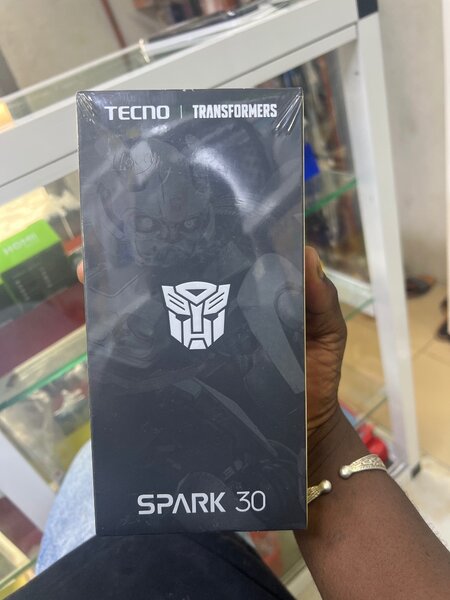 TECNO | TRANSFORMERS
SPARK 30